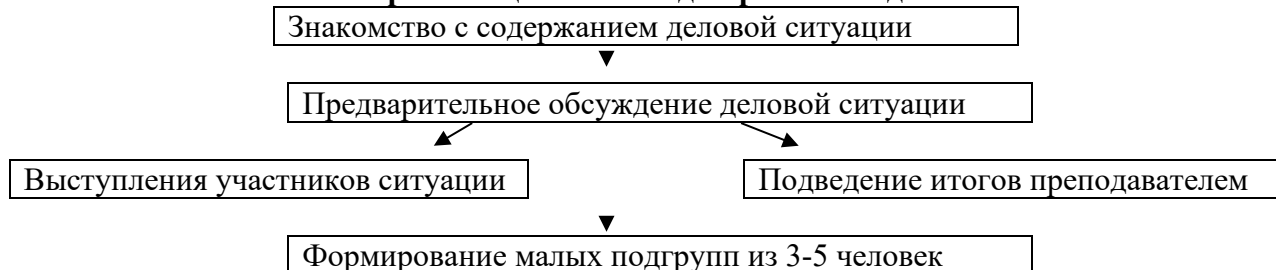 Знакомство с содержанием деловой ситуации
Предварительное обсуждение деловой ситуации
Выступления участников ситуации
Подведение итогов преподавателем
Формирование малых подгрупп из 3-5 человек